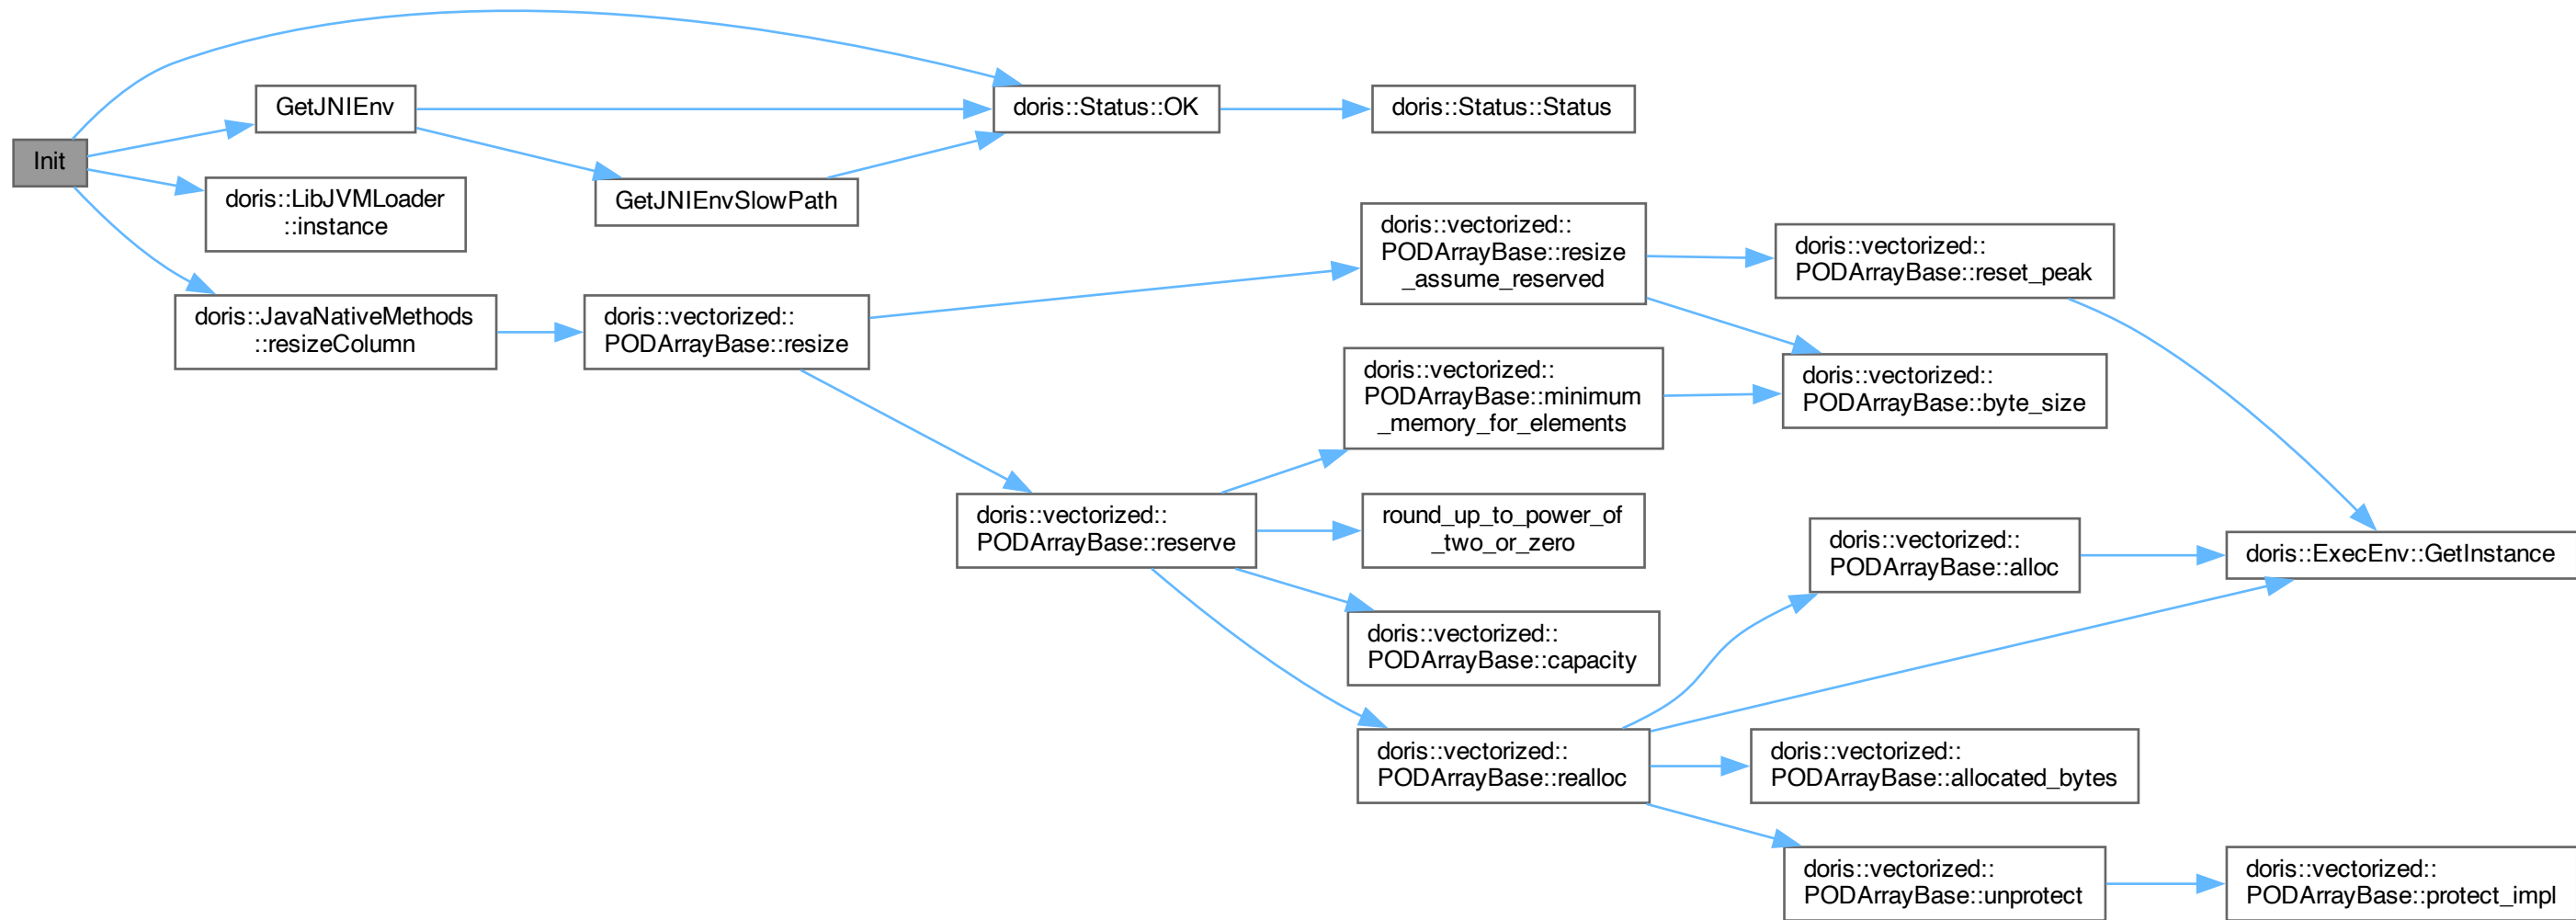 Init
GetJNIEnv
doris::LibJVMLoader
::instance
doris::JavaNativeMethods
::resizeColumn
GetJNIEnvSlowPath
doris::vectorized::
PODArrayBase::resize
doris::Status::OK
doris::vectorized::
PODArrayBase::reserve
doris::Status::Status
doris::vectorized::
PODArrayBase::resize
_assume_reserved
doris::vectorized::
PODArrayBase::minimum
_memory_for_elements
round_up_to_power_of
_two_or_zero
doris::vectorized::
PODArrayBase::capacity
doris::vectorized::
PODArrayBase::realloc
doris::vectorized::
PODArrayBase::reset_peak
doris::vectorized::
PODArrayBase::byte_size
doris::vectorized::
PODArrayBase::alloc
doris::vectorized::
PODArrayBase::allocated_bytes
doris::vectorized::
PODArrayBase::unprotect
doris::ExecEnv::GetInstance
doris::vectorized::
PODArrayBase::protect_impl